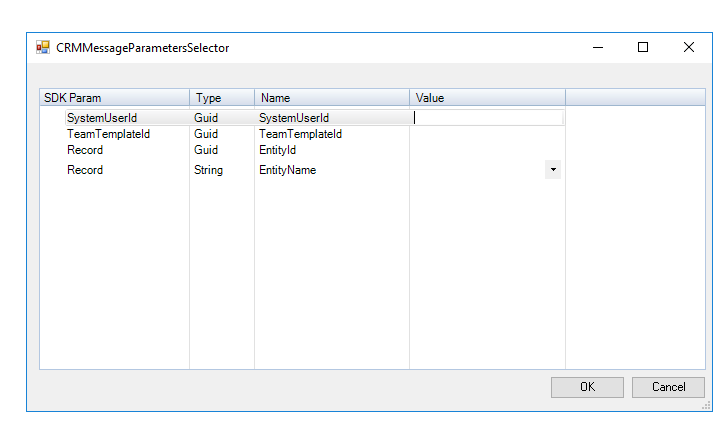 CRMMessageParametersSelector
SDK Param Type Name Value
SystemUserId Guid SystemUserId
TeamTemplateId Guid TeamTemplateId
Record Guid EntityId
Record String EntityName
OK Cancel